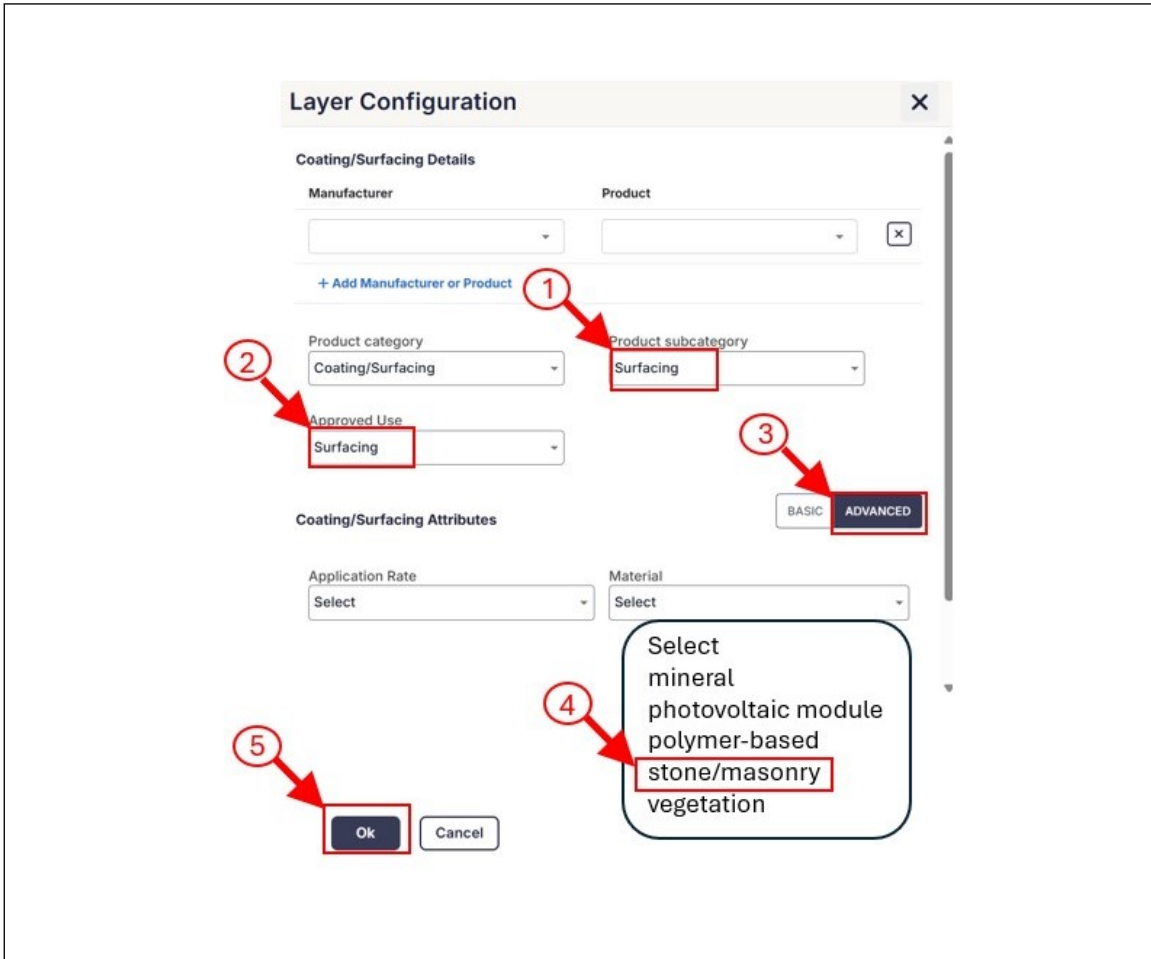 Layer Configuration
Coating/Surfacing Details
Manufacturer Product
+ Add Manufacturer or Product
1
Product category Product subcategory
2
Coating/Surfacing Surfacing
Approved Use
3
Surfacing
BASIC ADVANCED
Coating/Surfacing Attributes
Application Rate Material
Select Select
Select
mineral
4
photovoltaic module
5
polymer-based
stone/masonry
vegetation
Ok Cancel